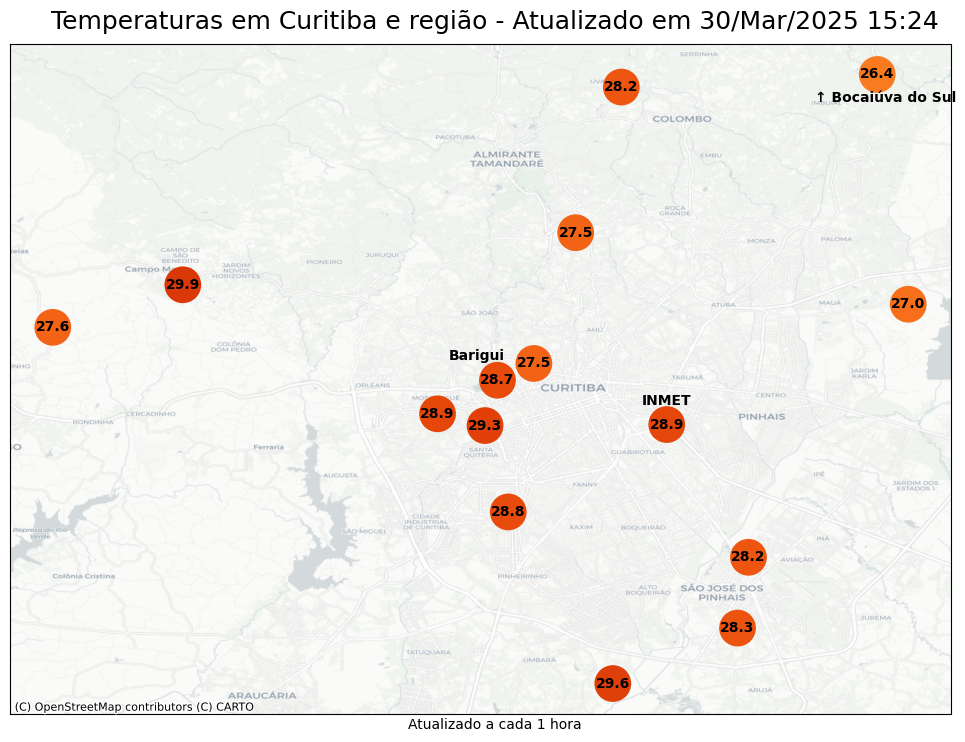 Temperaturas em Curitiba e região - Atualizado em 30/Mar/2025 15:24
SERRINHA
26.4
28.2
↑ Bocaiúva do Sul
COLOMBO
PACOTUBA
ALMIRANTE
TAMANDARÉ
EMBU
ROÇA
GRANDE
27.5
MONZA
PALOMA
CAMPO DE
SÃO
BENEDITO
JURUQUI
PIONEIRO
JARDIM
NOVOS
HORIZONTES
29.9
27.0
MAUÁ
ATUBA
SÃO JOÃO
27.6
AHÚ
COLÔNIA
DOM PEDRO
Barigui
27.5
28.7
JARDIM
KARLA
TARUMÃ
ORLEANS
CURITIBA
CENTRO
INMET
28.9
CERCADINHO
RONDINHA
PINHAIS
29.3
28.9
Ferraria
SANTA
QUITÉRIA
GUABIROTUBA
AUGUSTA
IPÊ
FANNY
JARDIM DOS
ESTADOS 1
28.8
CIDADE
INDUSTRIAL
DE CURITIBA
XAXIM
BOQUEIRÃO
SÃO MIGUEL
Represa do Rio
Verde
INÁ
28.2
AVIAÇÃO
Colônia Cristina
PINHEIRINHO
ALTO
BOQUEIRÃO
SÃO JOSÉ DOS
PINHAIS
JUREMA
28.3
TATUQUARA
UMBARÁ
29.6
ARUJÁ
ARAUCÁRIA
(C) OpenStreetMap contributors (C) CARTO
Atualizado a cada 1 hora